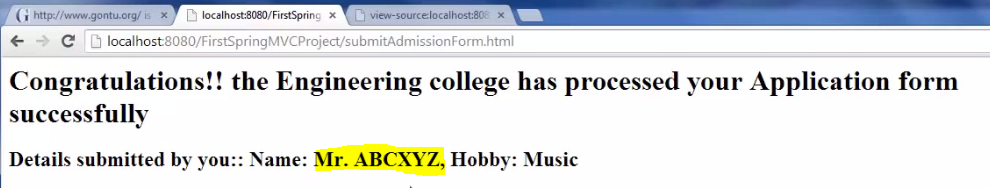 http://www.gontu.org/ is
localhost:8080/FirstSpring
view-source:localhost:808
localhost:8080/FirstSpringMVCProject/submitAdmissionForm.html
Congratulations!! the Engineering college has processed your Application form
successfully
Details submitted by you:: Name: Mr. ABCXYZ, Hobby: Music